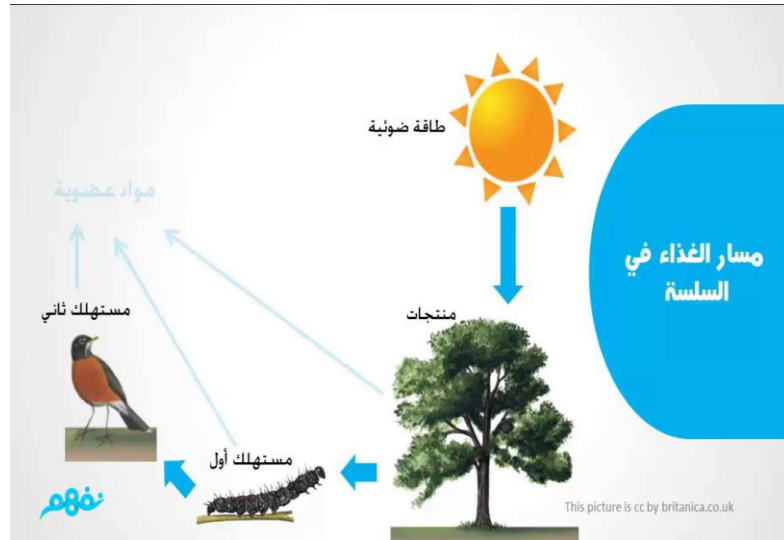 طاقة ضوئية
مواد عضوية
مسار الغذاء في
السلسة
منتجات
مستهلك ثاني
مستهلك أول
نفهم
This picture is cc by britanica.co.uk